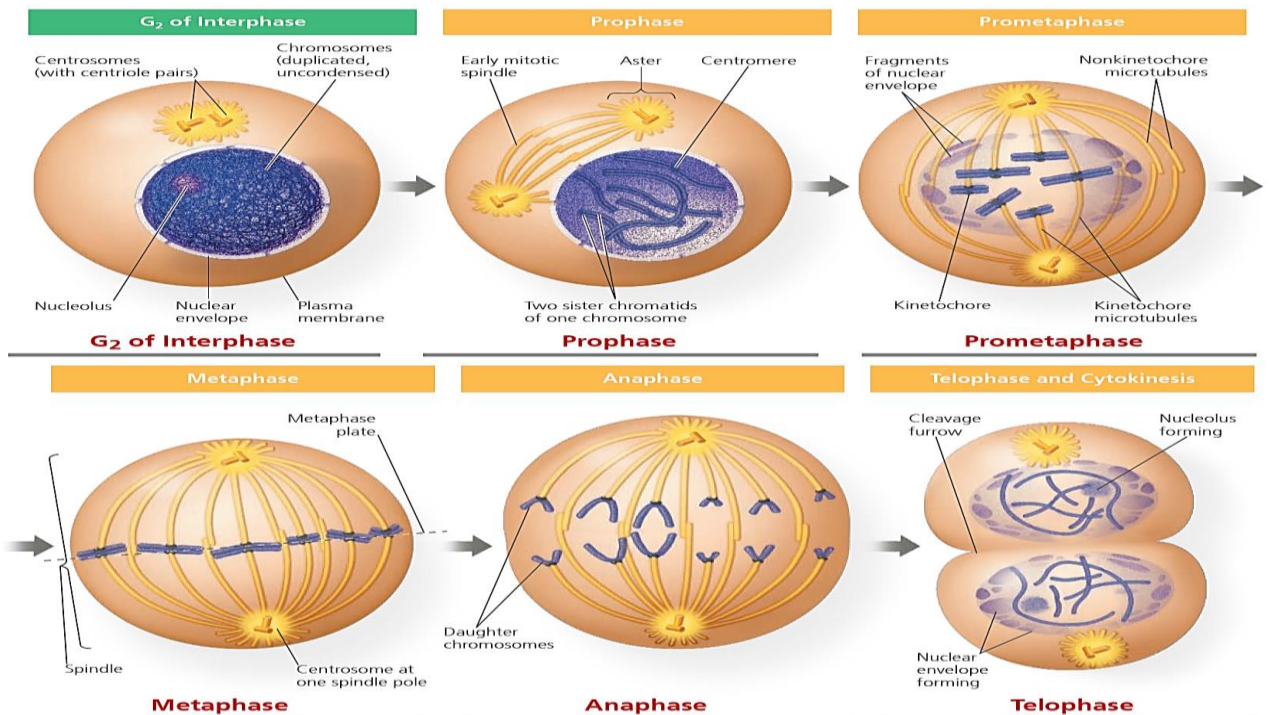 G₂ of Interphase
Centrosomes
(with centriole pairs)
Chromosomes
(duplicated,
uncondensed)
Nucleolus
Nuclear
envelope
Plasma
membrane
G₂ of Interphase
Prophase
Early mitotic
spindle
Aster
Centromere
Two sister chromatids
of one chromosome
Prophase
Prometaphase
Fragments
of nuclear
envelope
Nonkinetochore
microtubules
Kinetochore
Kinetochore
microtubules
Prometaphase
Metaphase
Metaphase
plate
Spindle
Centrosome at
one spindle pole
Metaphase
Anaphase
Daughter
chromosomes
Anaphase
Telophase and Cytokinesis
Cleavage
furrow
Nucleolus
forming
Nuclear
envelope
forming
Telophase